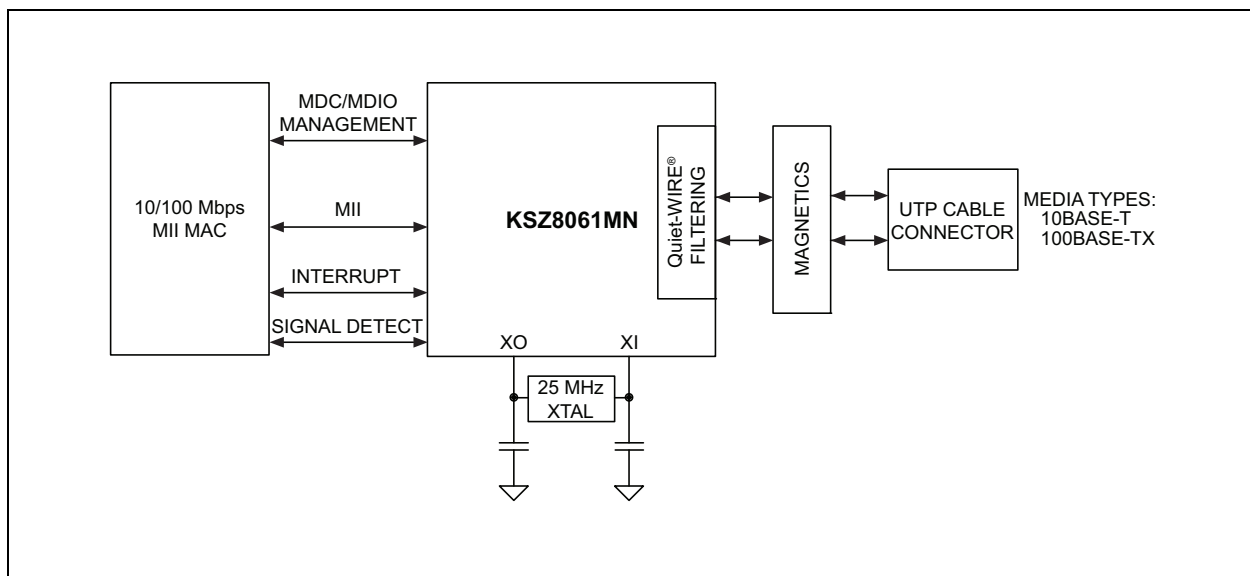 MDC/MDIO
MANAGEMENT
10/100 Mbps
MII MAC
MII
INTERRUPT
SIGNAL DETECT
KSZ8061MN
Quiet-WIRE®
FILTERING
MAGNETICS
UTP CABLE
CONNECTOR
MEDIA TYPES:
10BASE-T
100BASE-TX
XO
XI
25 MHz
XTAL